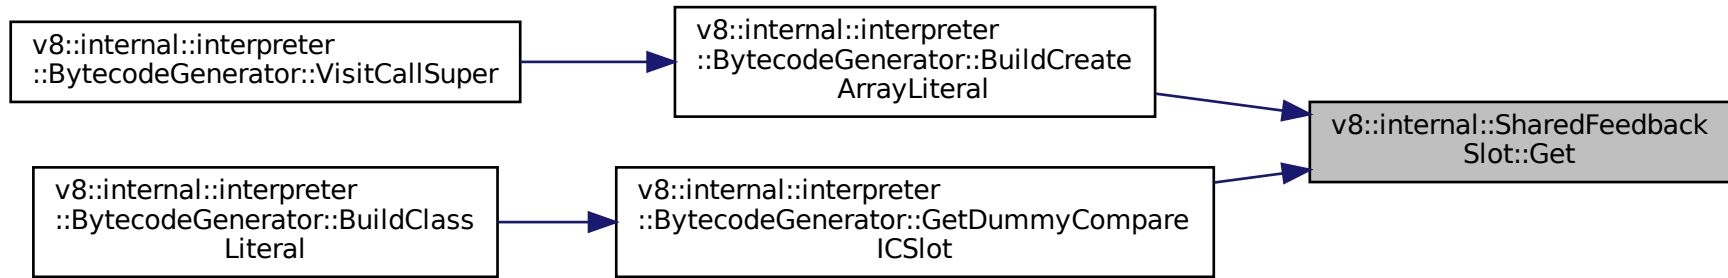 v8::internal::interpreter
::BytecodeGenerator::VisitCallSuper
v8::internal::interpreter
::BytecodeGenerator::BuildCreate
ArrayLiteral
v8::internal::SharedFeedback
Slot::Get
v8::internal::interpreter
::BytecodeGenerator::BuildClass
Literal
v8::internal::interpreter
::BytecodeGenerator::GetDummyCompare
ICSlot